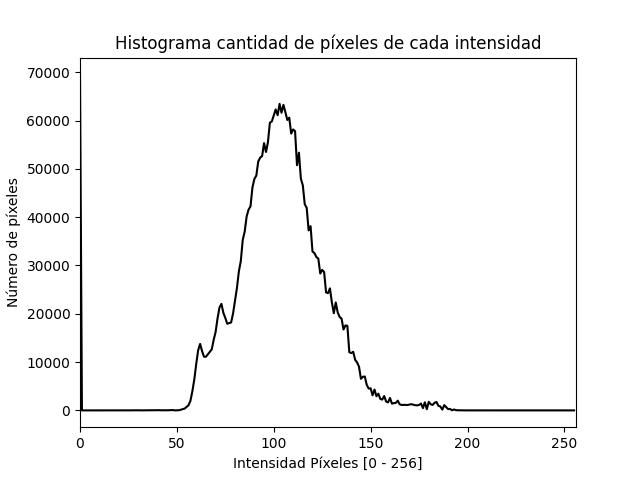 Histograma cantidad de píxeles de cada intensidad
70000
60000
50000
40000
30000
20000
10000
0
Número de píxeles
0 50 100 150 200 250
Intensidad Píxeles [0 - 256]